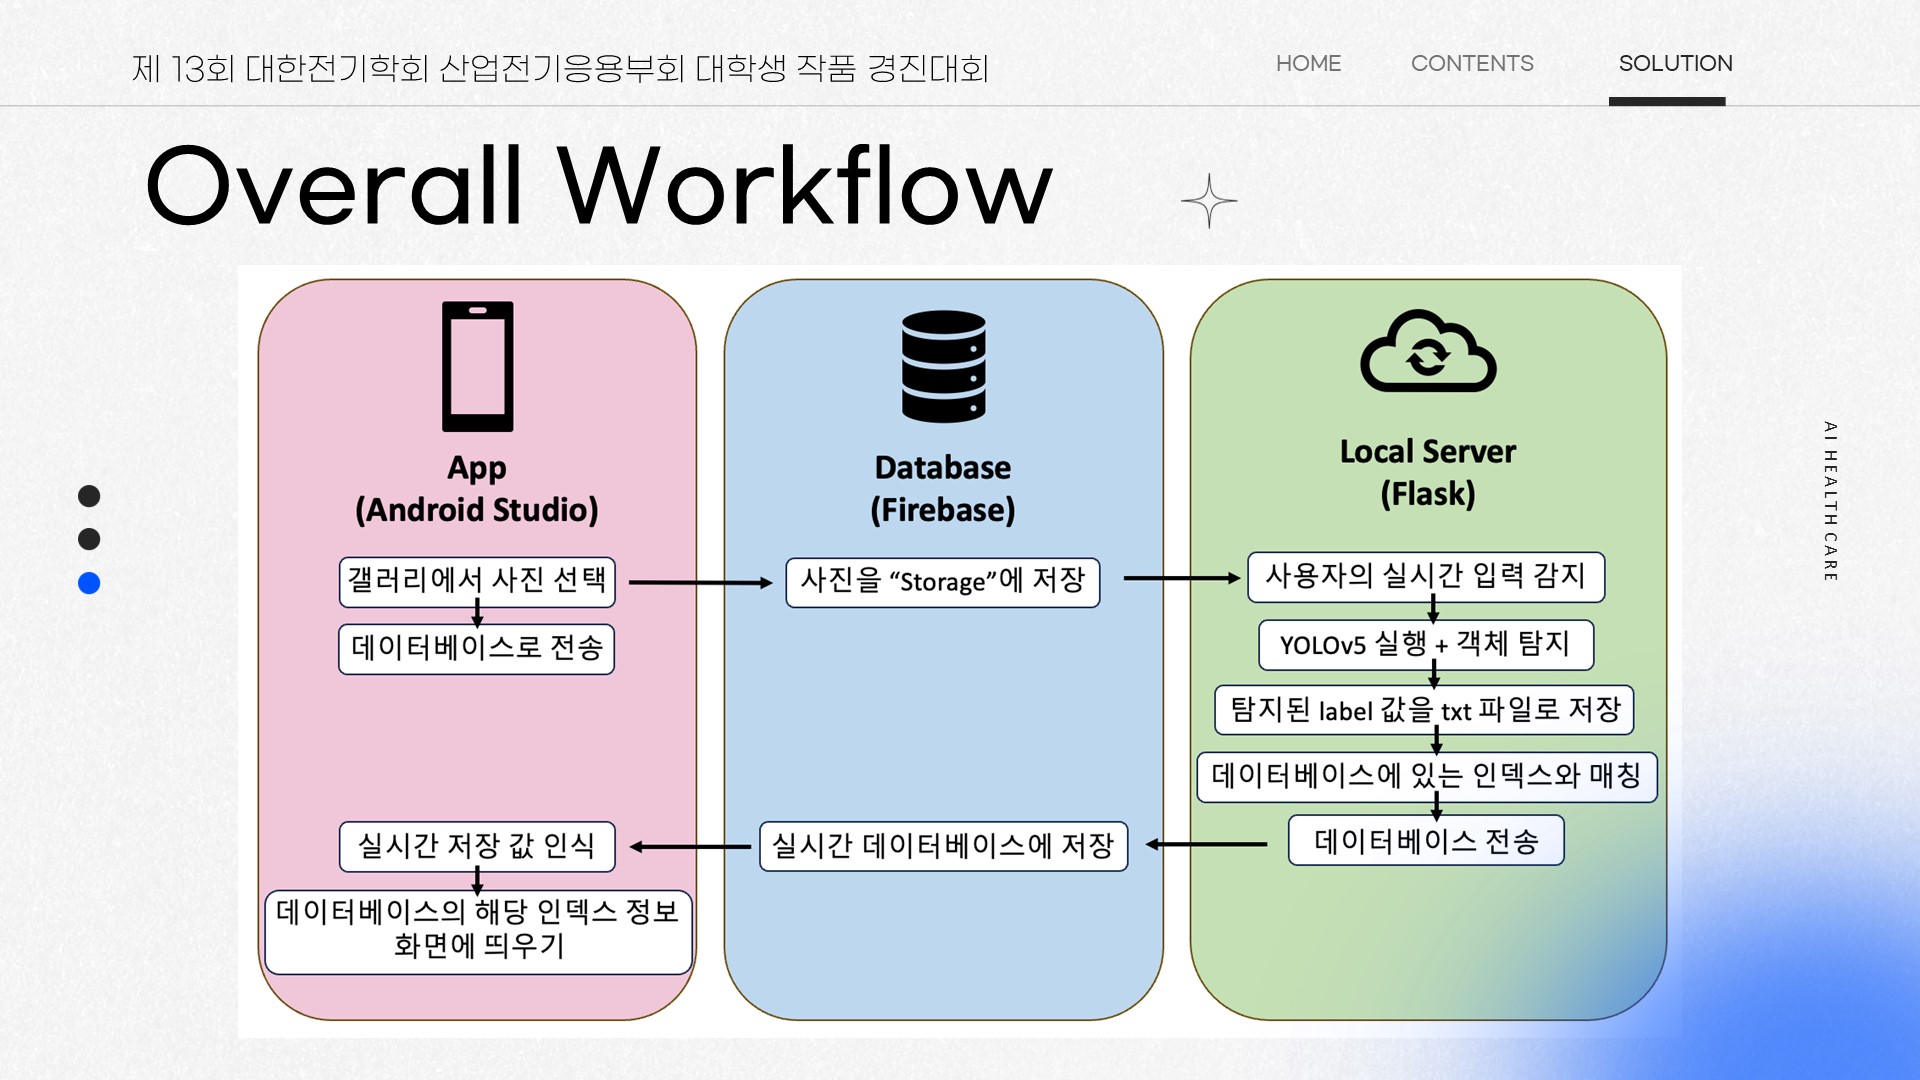 제 13회 대한전기학회 산업전기응용부회 대학생 작품 경진대회
HOME
CONTENTS
SOLUTION
Overall Workflow
App
(Android Studio)
갤러리에서 사진 선택
데이터베이스로 전송
실시간 저장 값 인식
데이터베이스의 해당 인덱스 정보
화면에 띄우기
Database
(Firebase)
사진을 “Storage”에 저장
실시간 데이터베이스에 저장
Local Server
(Flask)
사용자의 실시간 입력 감지
YOLOv5 실행 + 객체 탐지
탐지된 label 값을 txt 파일로 저장
데이터베이스에 있는 인덱스와 매칭
데이터베이스 전송
AI HEALTH CARE